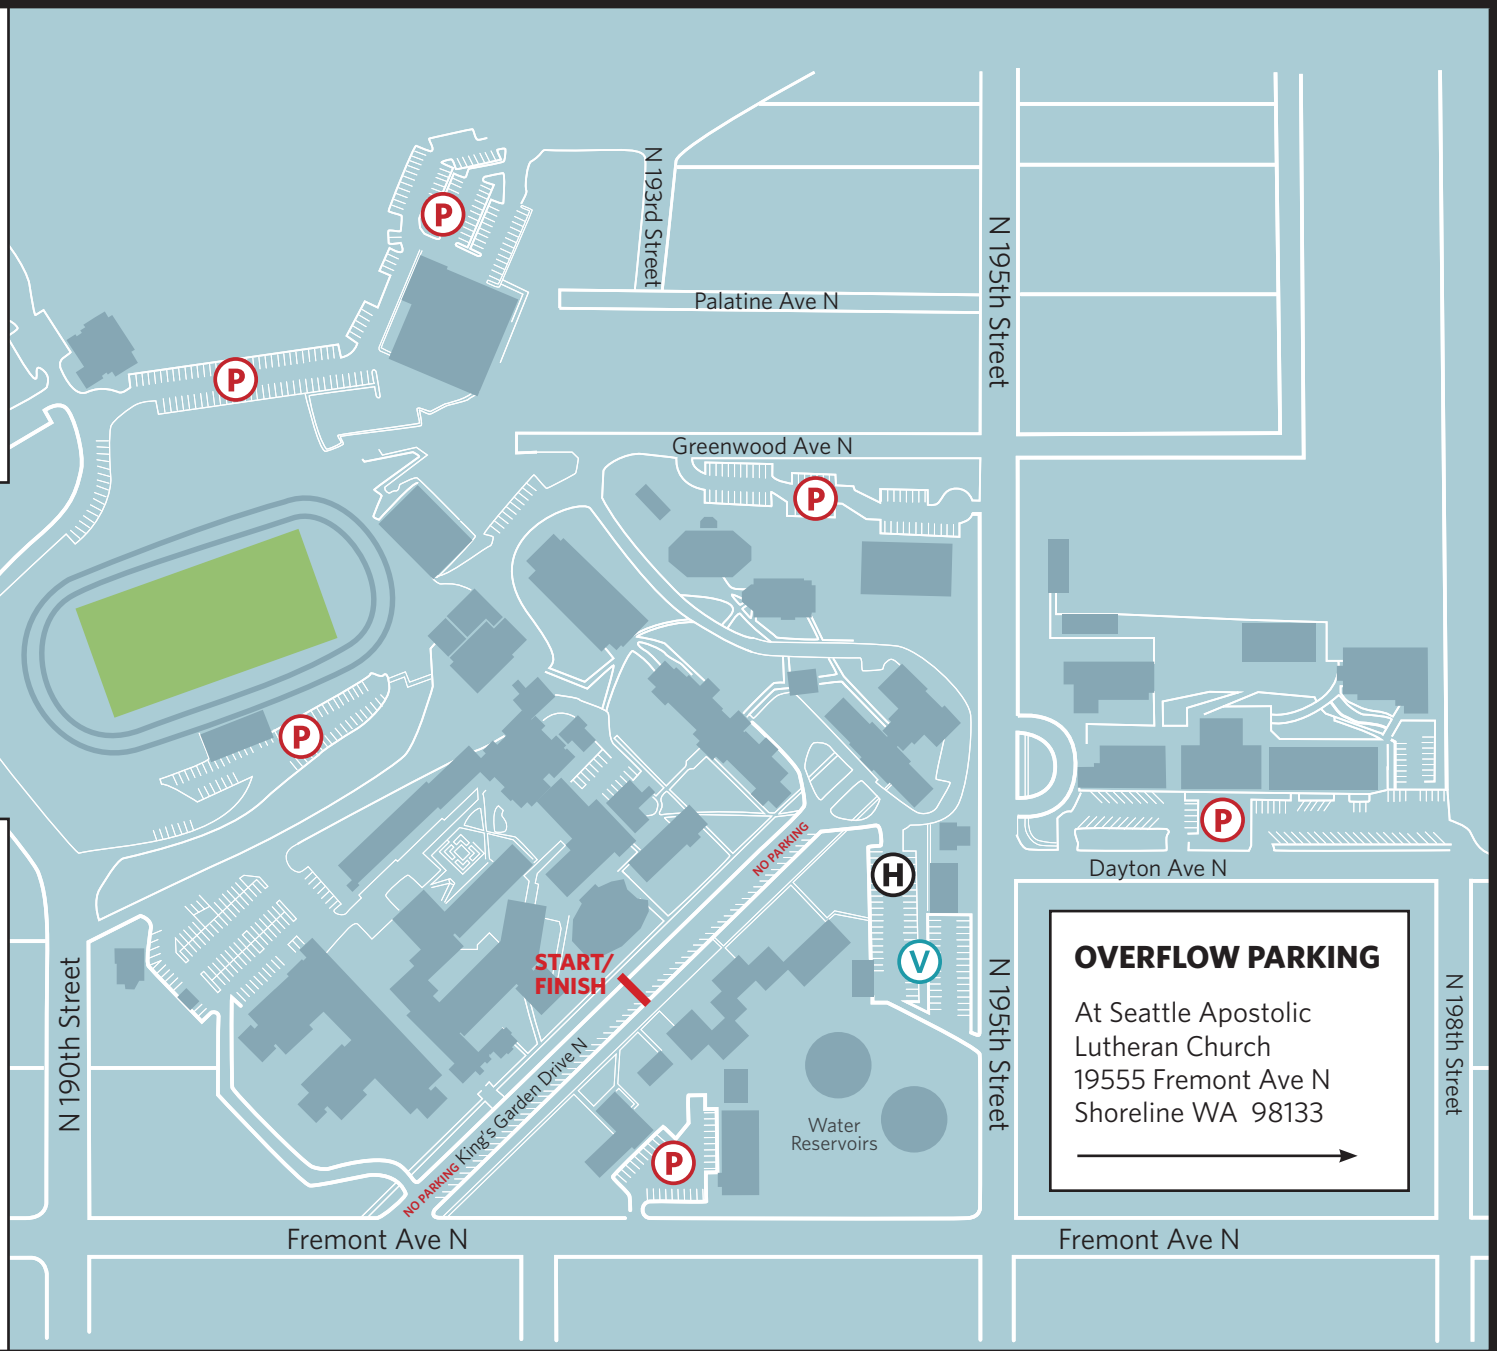 N 193rd Street
P
N 195th Street
Palatine Ave N
P
Greenwood Ave N
P
P
P
Dayton Ave N
NO PARKING
H
V
START/
FINISH
OVERFLOW PARKING
At Seattle Apostolic
Lutheran Church
19555 Fremont Ave N
Shoreline WA 98133
N 190th Street
N 195th Street
N 198th Street
King's Garden Drive N
Water
Reservoirs
NO PARKING
P
Fremont Ave N
Fremont Ave N